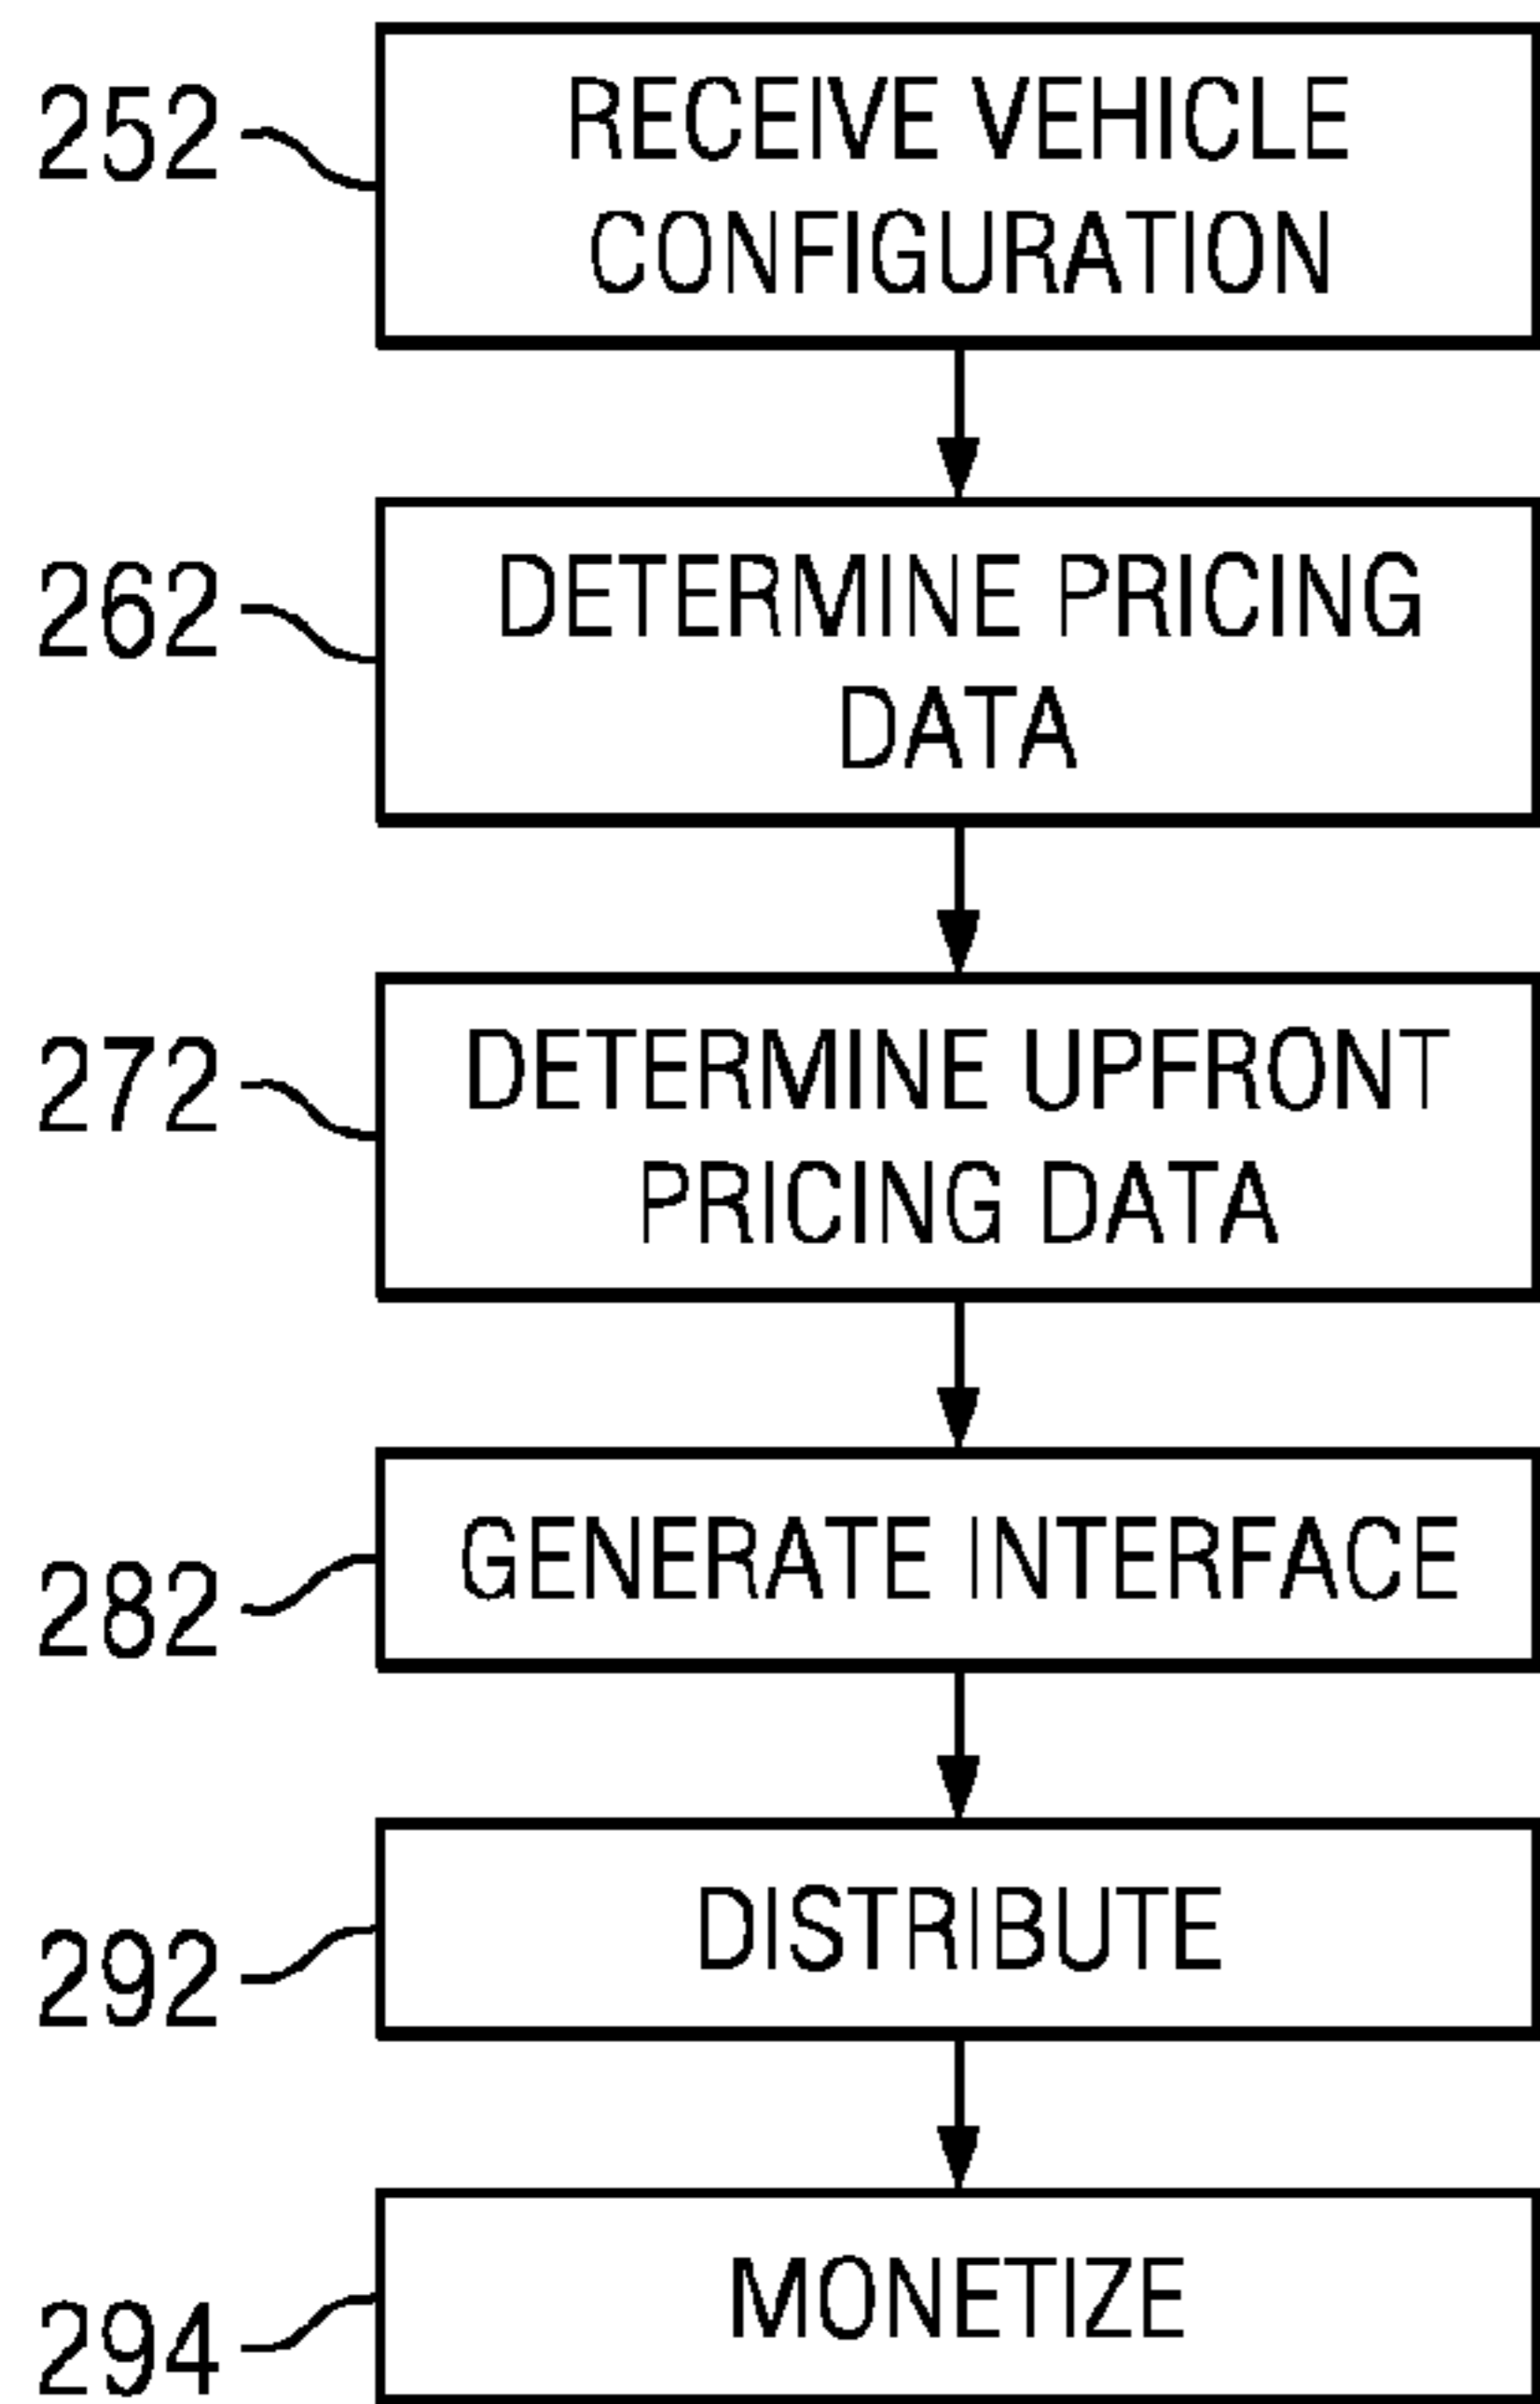 252
RECEIVE VEHICLE
CONFIGURATION
262
DETERMINE PRICING
DATA
272
DETERMINE UPFRONT
PRICING DATA
282
GENERATE INTERFACE
292
DISTRIBUTE
294
MONETIZE